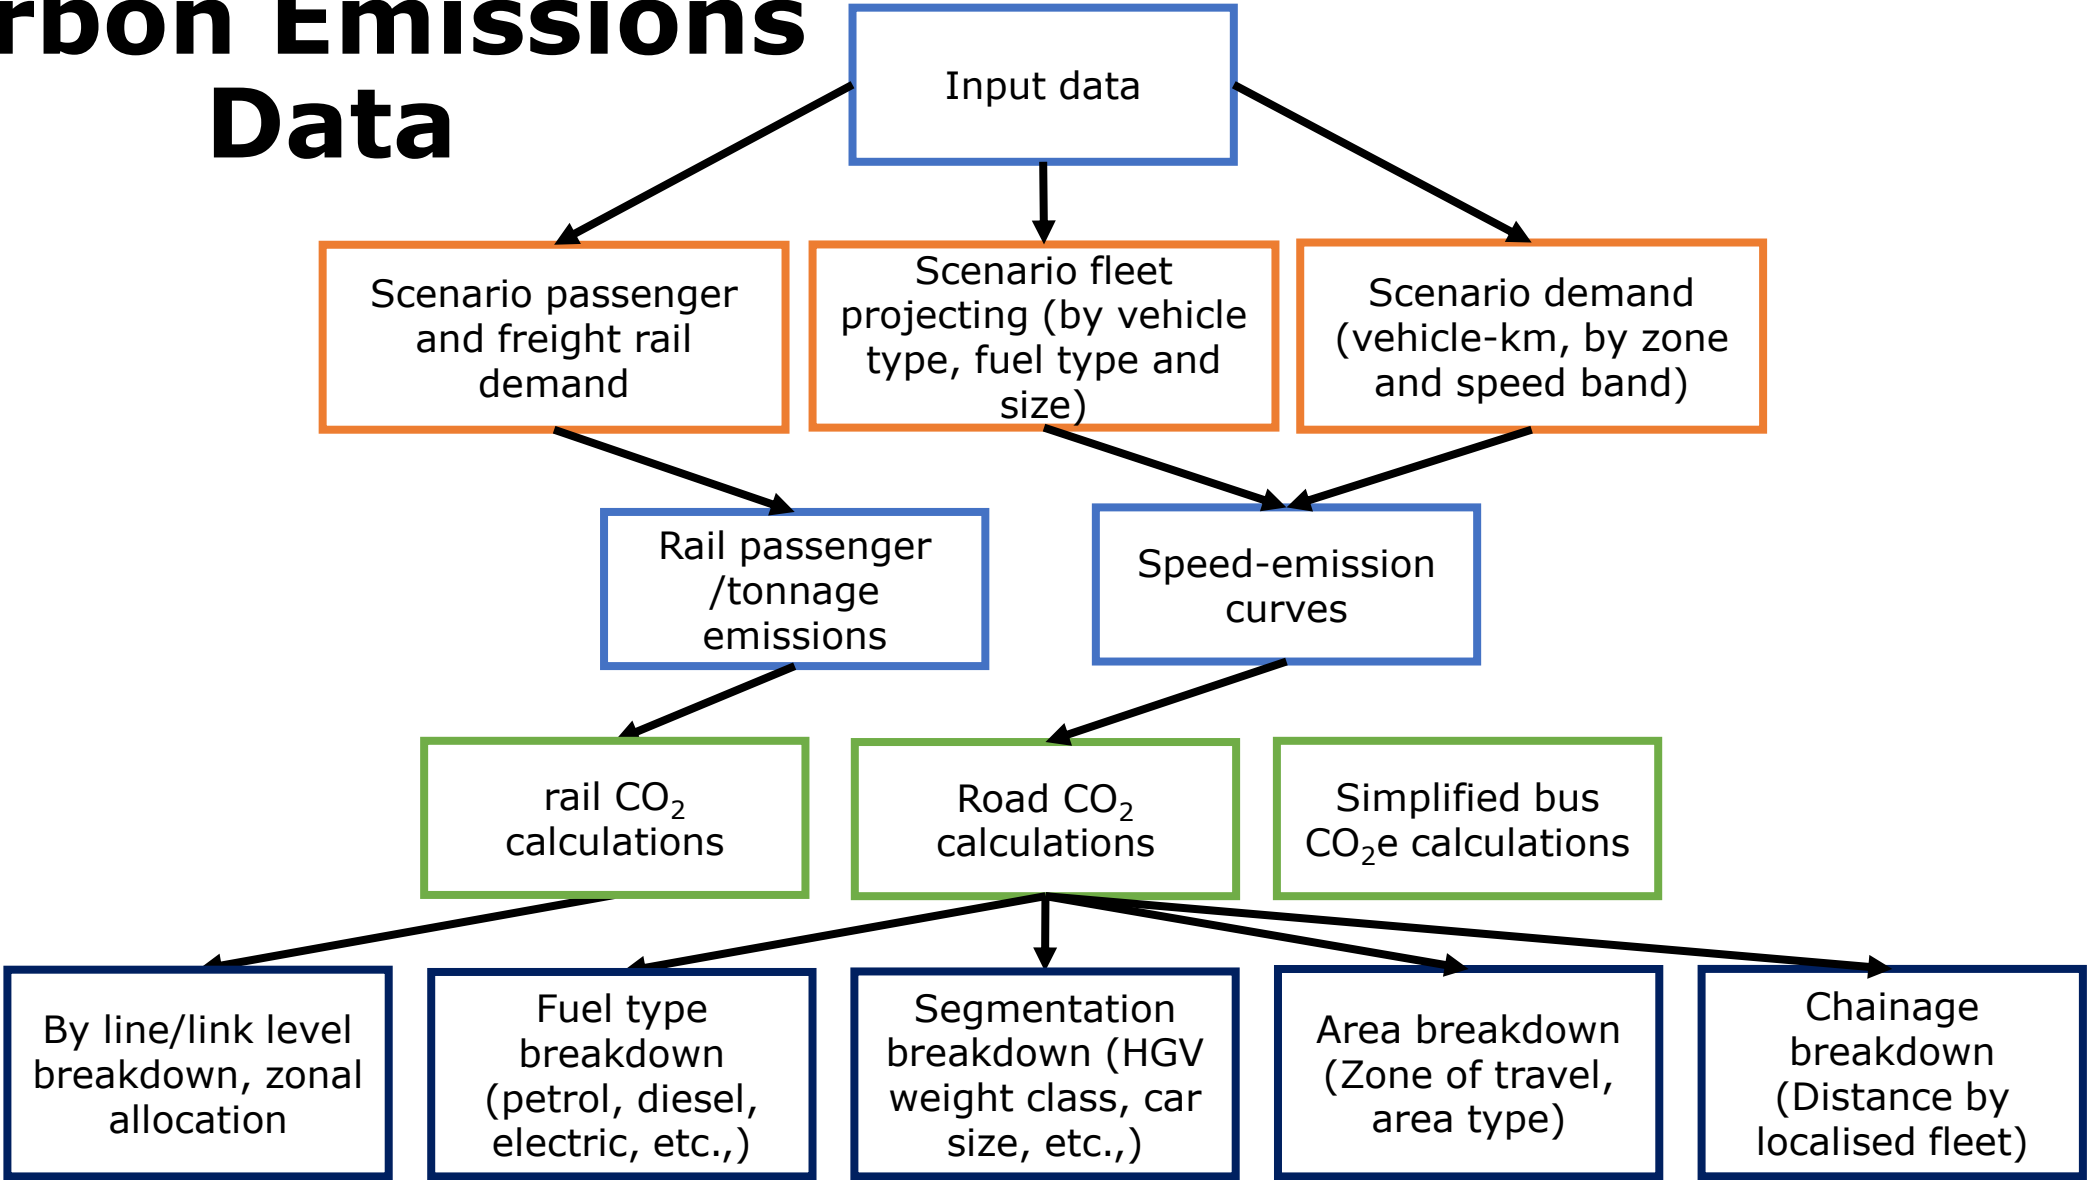 rbon Emissions
Data
Input data
Scenario passenger
and freight rail
demand
Scenario fleet
projecting (by vehicle
type, fuel type and
size)
Scenario demand
(vehicle-km, by zone
and speed band)
Rail passenger
/tonnage
emissions
Speed-emission
curves
rail CO₂
calculations
Road CO₂
calculations
Simplified bus
CO₂e calculations
By line/link level
breakdown, zonal
allocation
Fuel type
breakdown
(petrol, diesel,
electric, etc.,)
Segmentation
breakdown (HGV
weight class, car
size, etc.,)
Area breakdown
(Zone of travel,
area type)
Chainage
breakdown
(Distance by
localised fleet)